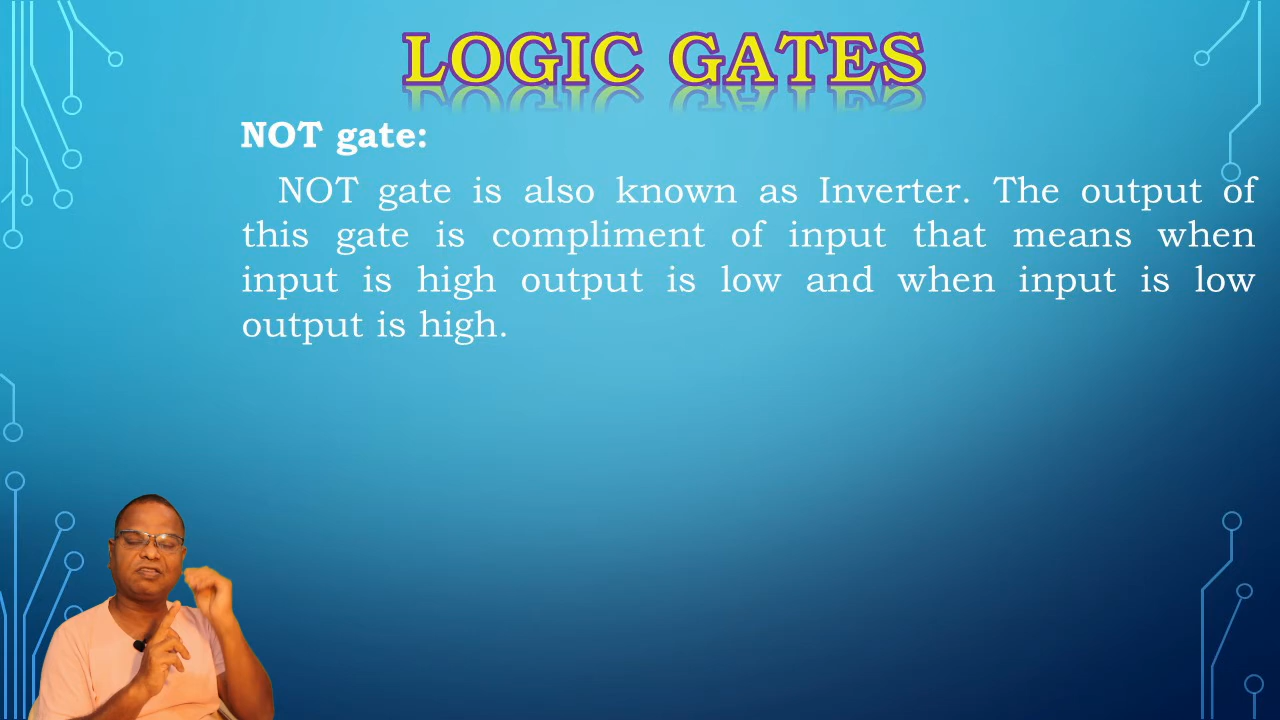 LOGIC GATES
NOT gate:
NOT gate is also known as Inverter. The output of
this gate is compliment of input that means when
input is high output is low and when input is low
output is high.